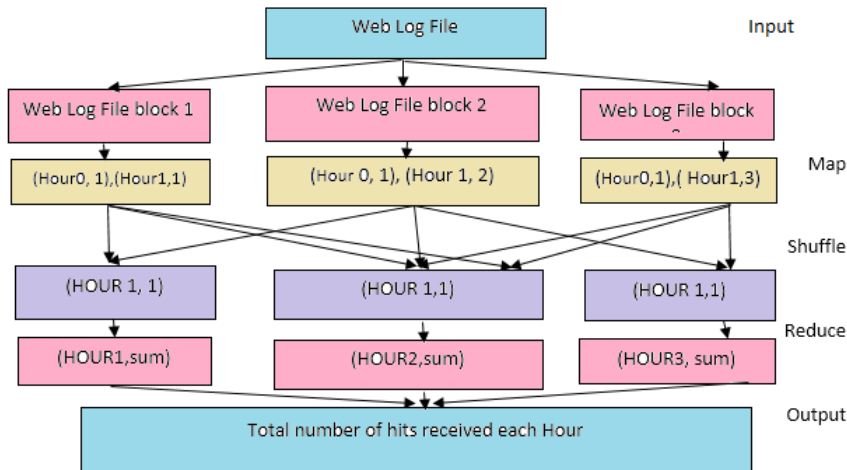 Web Log File
Input
Web Log File block 1
Web Log File block 2
Web Log File block
(Hour0, 1),(Hour1,1)
(Hour 0, 1), (Hour 1, 2)
(Hour0,1),( Hour1,3)
Map
Shuffle
(HOUR 1, 1)
(HOUR 1,1)
(HOUR 1,1)
Reduce
(HOUR1,sum)
(HOUR2,sum)
(HOUR3, sum)
Output
Total number of hits received each Hour